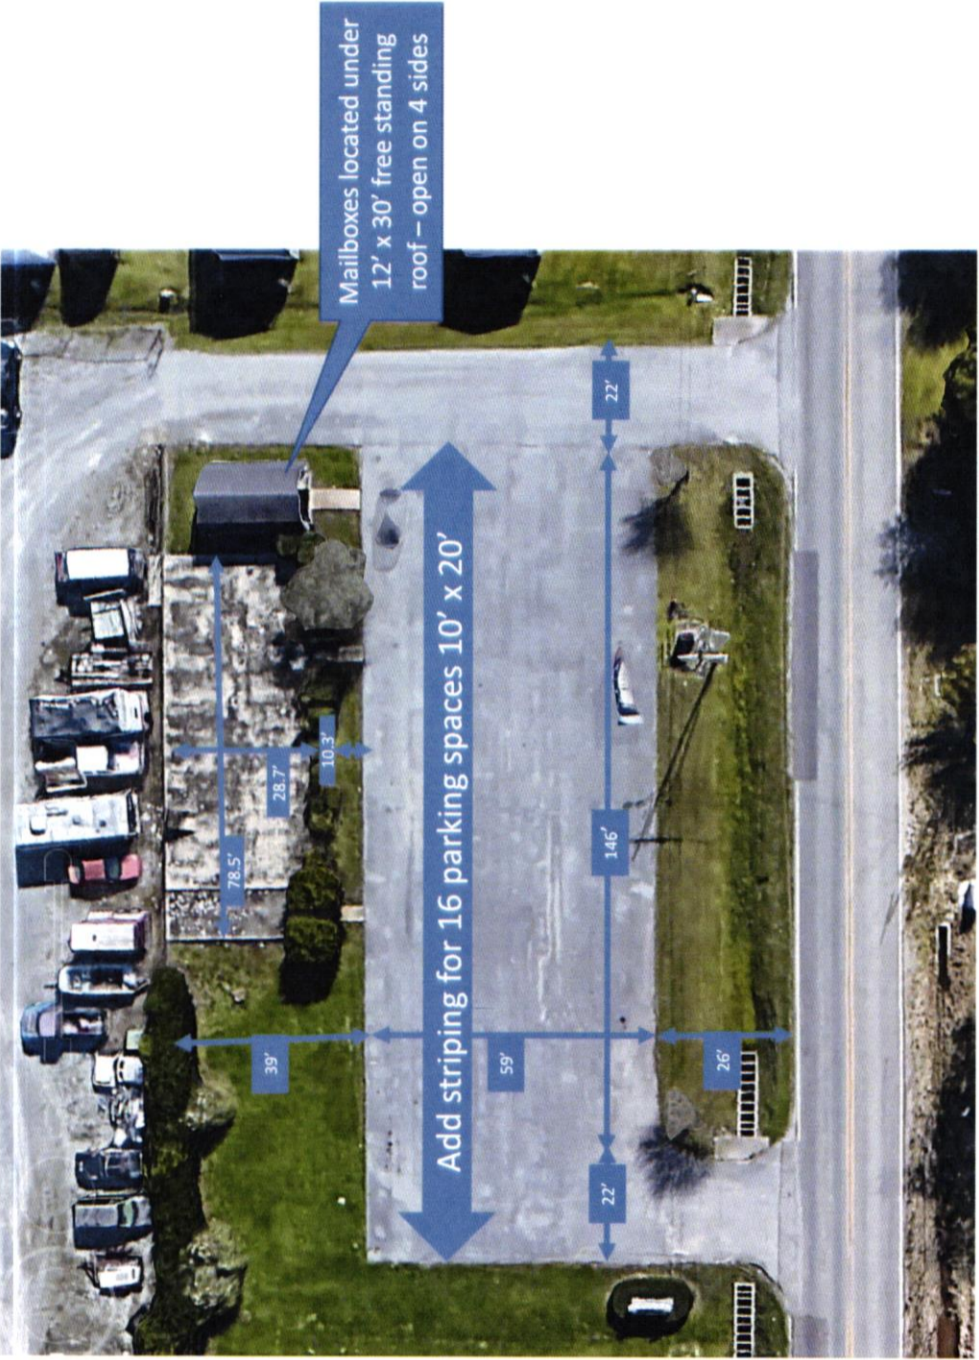 Mailboxes located under
12’ x 30’ free standing
roof – open on 4 sides
22’
10.3’
28.7’
78.5’
Add striping for 16 parking spaces 10’ x 20’
146’
39’
59’
26’
22’